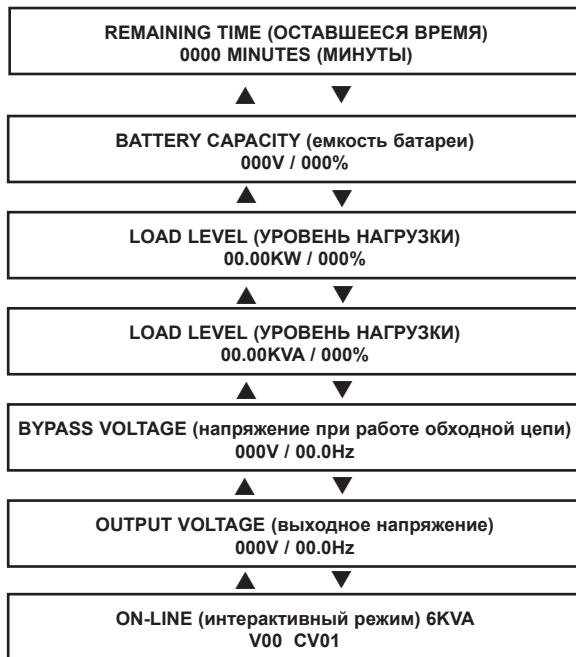 REMAINING TIME (ОСТАВШЕЕСЯ ВРЕМЯ)
0000 MINUTES (МИНУТЫ)
BATTERY CAPACITY (емкость батареи)
000V / 000%
LOAD LEVEL (УРОВЕНЬ НАГРУЗКИ)
00.00KW / 000%
LOAD LEVEL (УРОВЕНЬ НАГРУЗКИ)
00.00KVA / 000%
BYPASS VOLTAGE (напряжение при работе обходной цепи)
000V / 00.0Hz
OUTPUT VOLTAGE (выходное напряжение)
000V / 00.0Hz
ON-LINE (интерактивный режим) 6KVA
V00 CV01